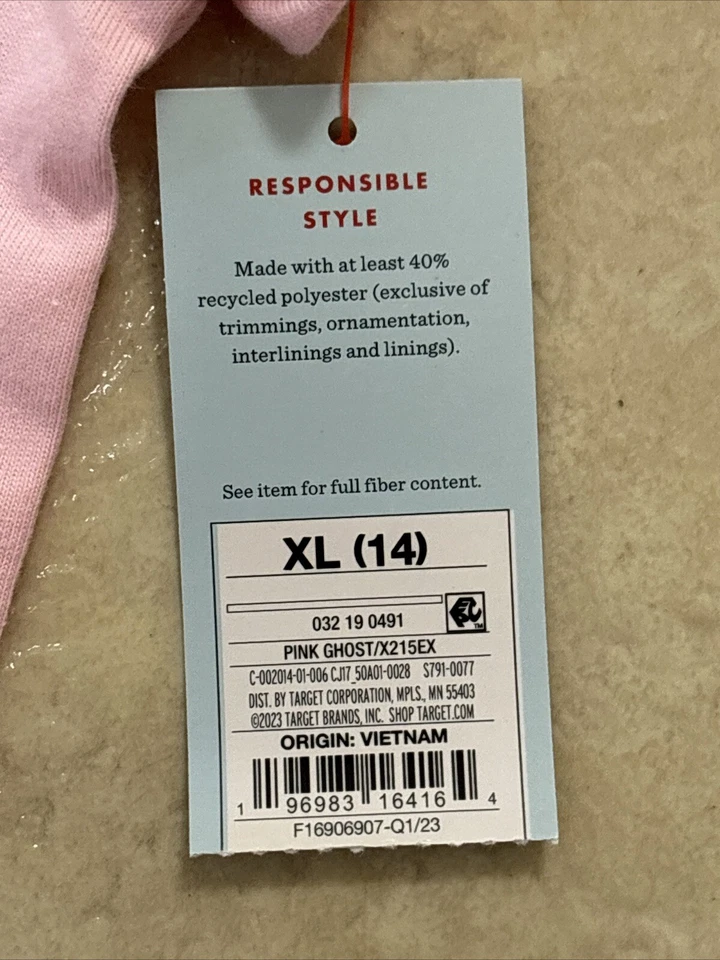 RESPONSIBLE
STYLE
Made with at least 40%
recycled polyester (exclusive of
trimmings, ornamentation,
interlinings and linings).
See item for full fiber content.
XL (14)
032 19 0491
TM
PINK GHOST/X215EX
C-002014-01-006 CJ17_50A01-0028 S791-0077
DIST. BY TARGET CORPORATION, MPLS., MN 55403
©2023 TARGET BRANDS, INC. SHOP TARGET.COM
ORIGIN: VIETNAM
1 96983 16416 4
F16906907-Q1/23